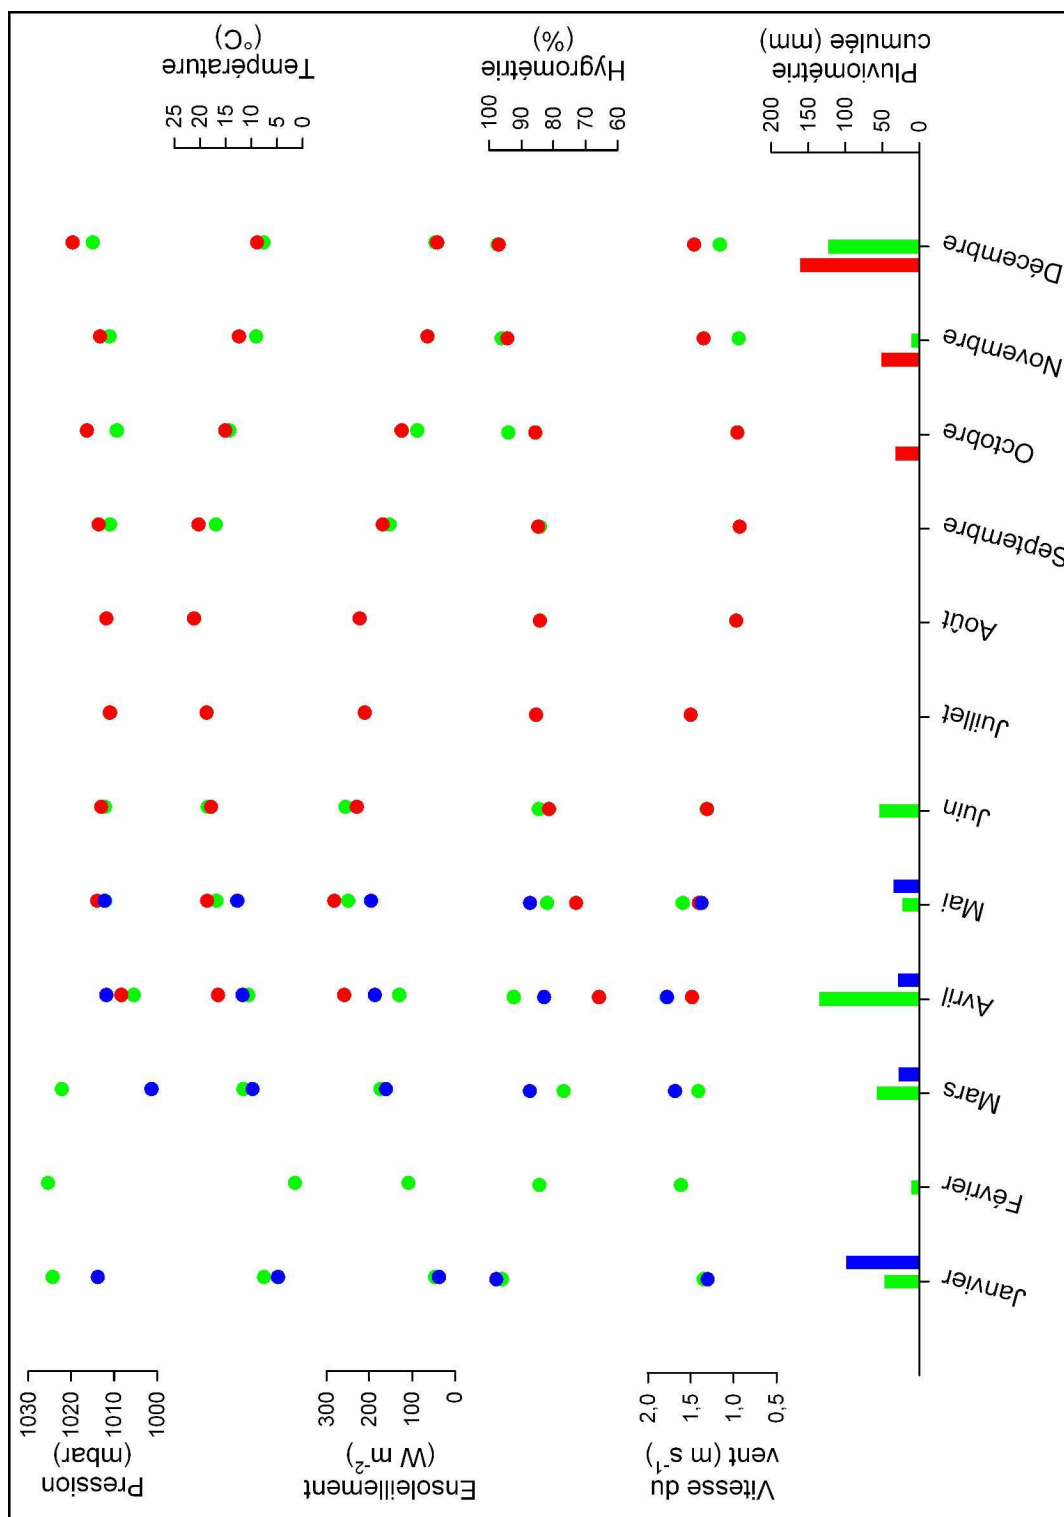 Pression
(mbar)
1030
1020
1010
1000
Température
(°C)
25
20
15
10
5
0
Ensoleillement
(W m⁻²)
300
200
100
0
Hygrométrie
(%)
100
90
80
70
60
Vitesse du
vent (m s⁻¹)
2,0
1,5
1,0
0,5
Pluviométrie
cumulée (mm)
200
150
100
50
0
Janvier
Février
Mars
Avril
Mai
Juin
Juillet
Août
Septembre
Octobre
Novembre
Décembre